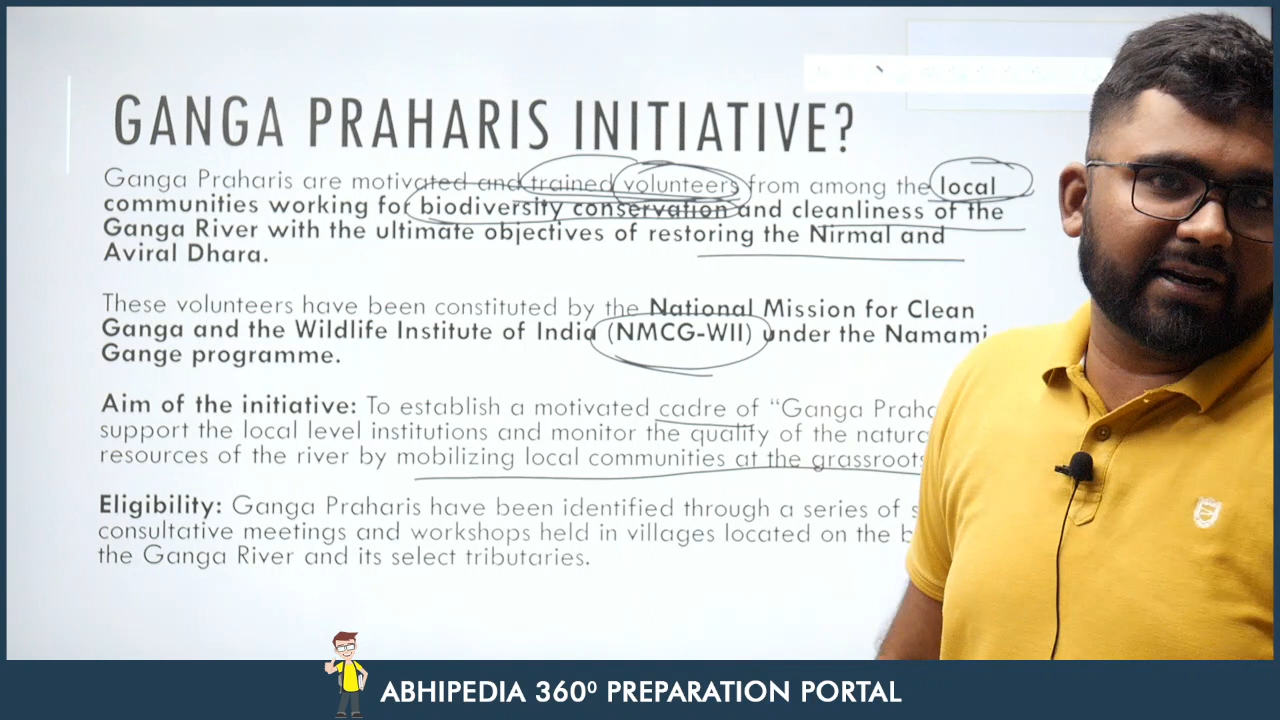 GANGA PRAHARIS INITIATIVE?
Ganga Praharis are motivated and trained volunteers from among the local
communities working for biodiversity conservation and cleanliness of the
Ganga River with the ultimate objectives of restoring the Nirmal and
Aviral Dhara.
These volunteers have been constituted by the National Mission for Clean
Ganga and the Wildlife Institute of India (NMCG-WII) under the Namami
Gange programme.
Aim of the initiative: To establish a motivated cadre of “Ganga Praha
support the local level institutions and monitor the quality of the natura
resources of the river by mobilizing local communities at the grassroots
Eligibility: Ganga Praharis have been identified through a series of s
consultative meetings and workshops held in villages located on the b
the Ganga River and its select tributaries.
ABHIPEDIA 360⁰ PREPARATION PORTAL